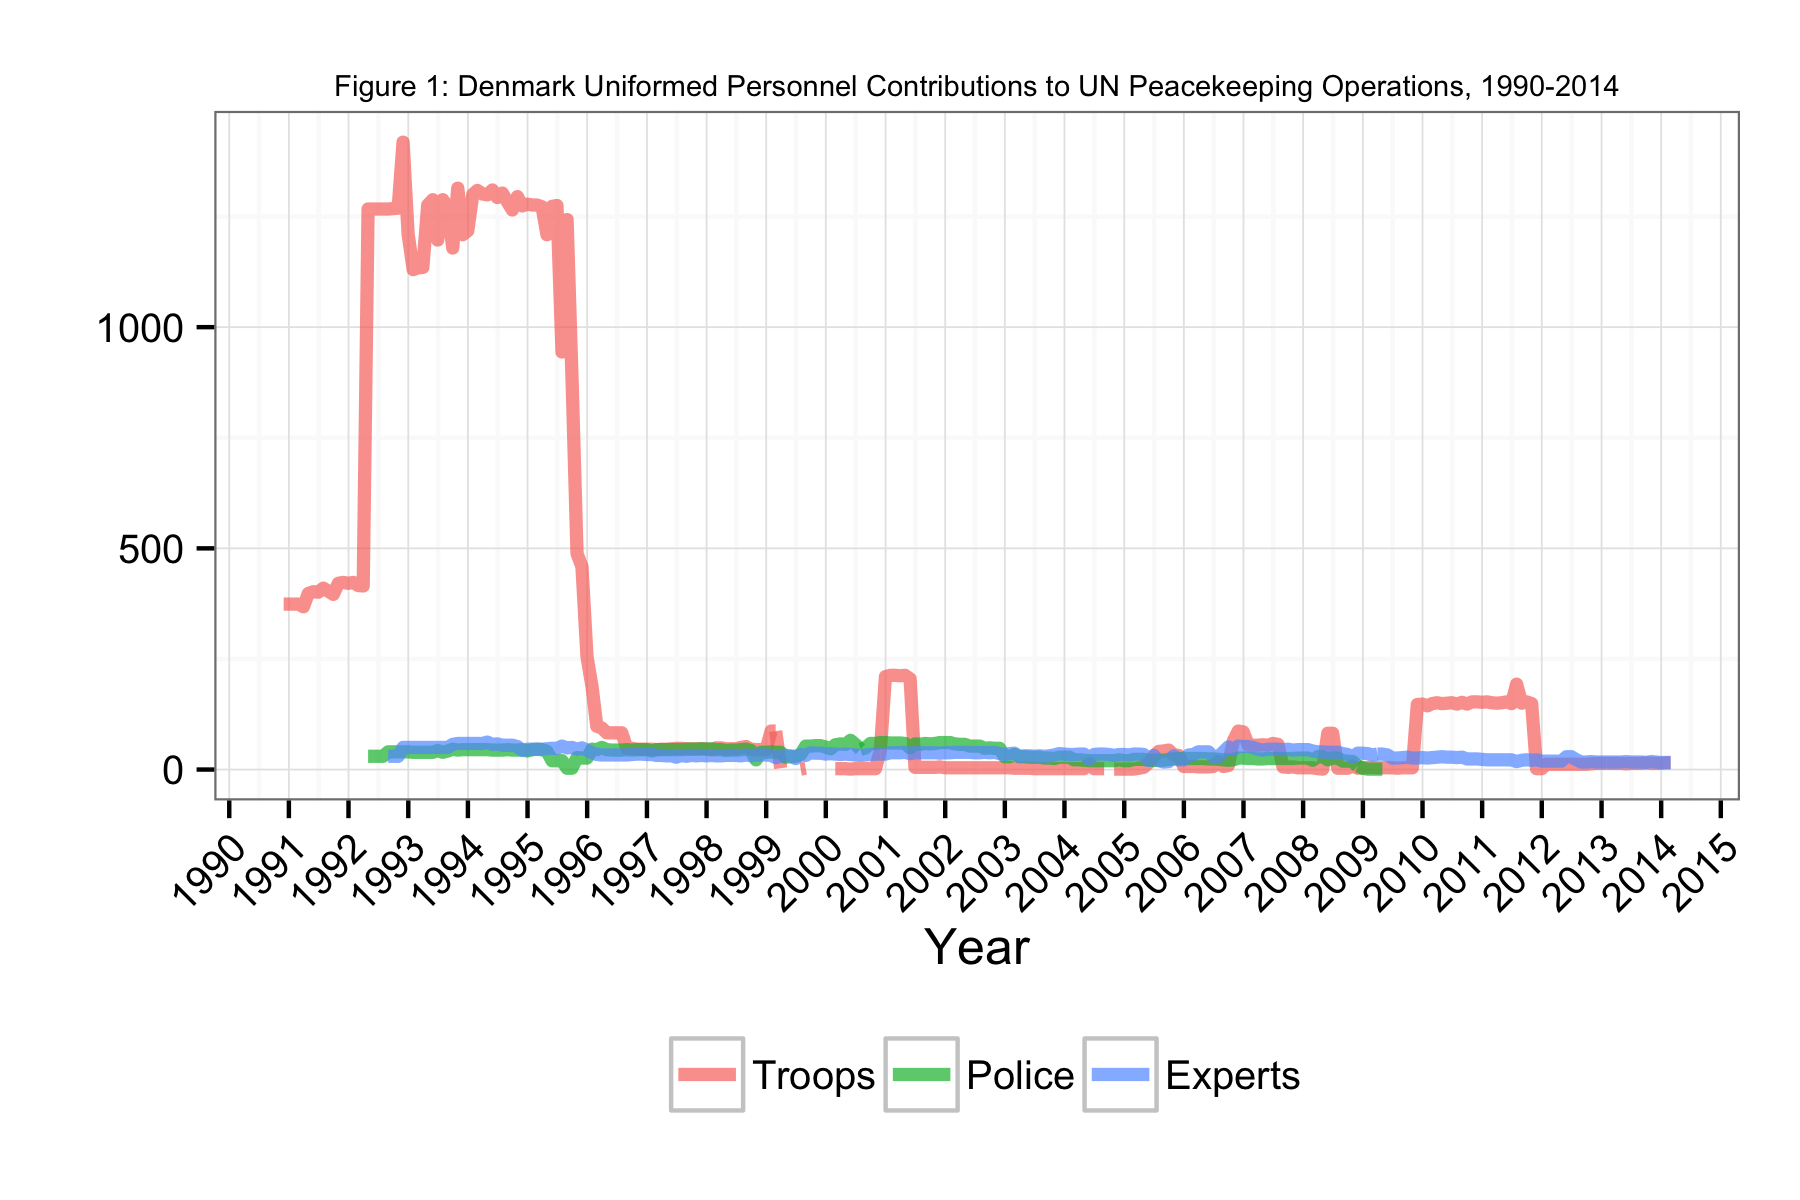 Figure 1: Denmark Uniformed Personnel Contributions to UN Peacekeeping Operations, 1990-2014
1000
500
0
1990 1991 1992 1993 1994 1995 1996 1997 1998 1999 2000 2001 2002 2003 2004 2005 2006 2007 2008 2009 2010 2011 2012 2013 2014 2015
Year
Troops Police Experts